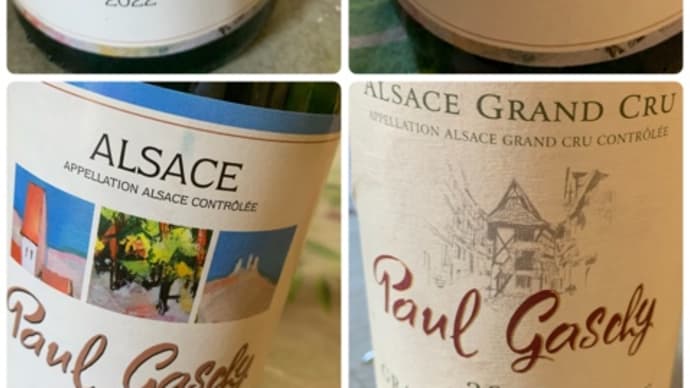 2022
ALSACE
APPELLATION ALSACE CONTRÔLÉE
Paul Gaschy
ALSACE GRAND CRU
APPELLATION ALSACE GRAND CRU CONTRÔLÉE
Paul Gaschy